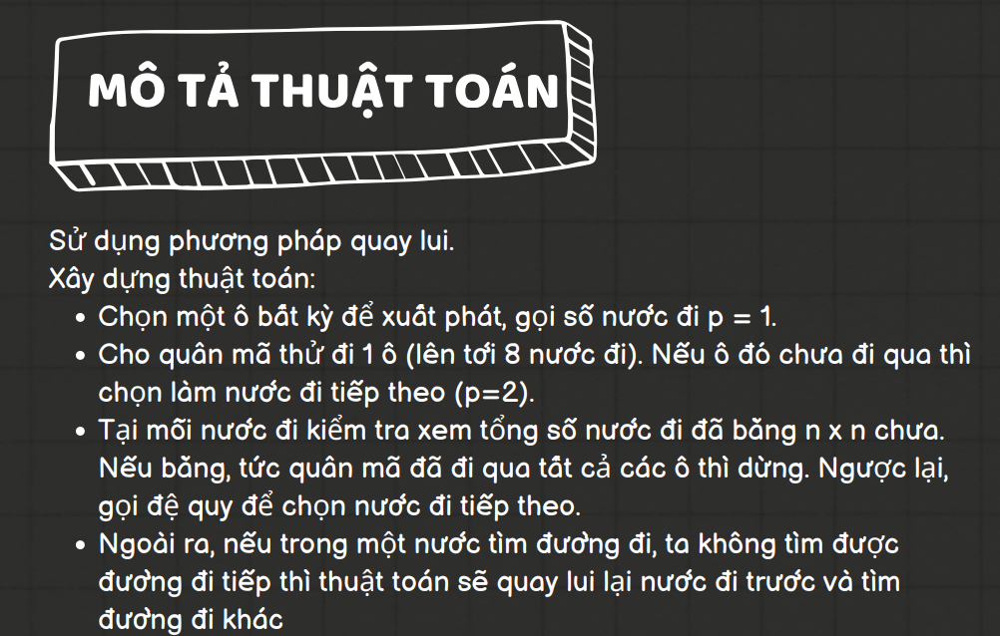 MÔ TẢ THUẬT TOÁN
Sử dụng phương pháp quay lui.
Xây dựng thuật toán:
• Chọn một ô bất kỳ để xuất phát, gọi số nước đi p = 1.
• Cho quân mã thử đi 1 ô (lên tới 8 nước đi). Nếu ô đó chưa đi qua thì
chọn làm nước đi tiếp theo (p=2).
• Tại mỗi nước đi kiểm tra xem tổng số nước đi đã bằng n x n chưa.
Nếu bằng, tức quân mã đã đi qua tất cả các ô thì dừng. Ngược lại,
gọi đệ quy để chọn nước đi tiếp theo.
• Ngoài ra, nếu trong một nước tìm đường đi, ta không tìm được
đường đi tiếp thì thuật toán sẽ quay lui lại nước đi trước và tìm
đương đi khác